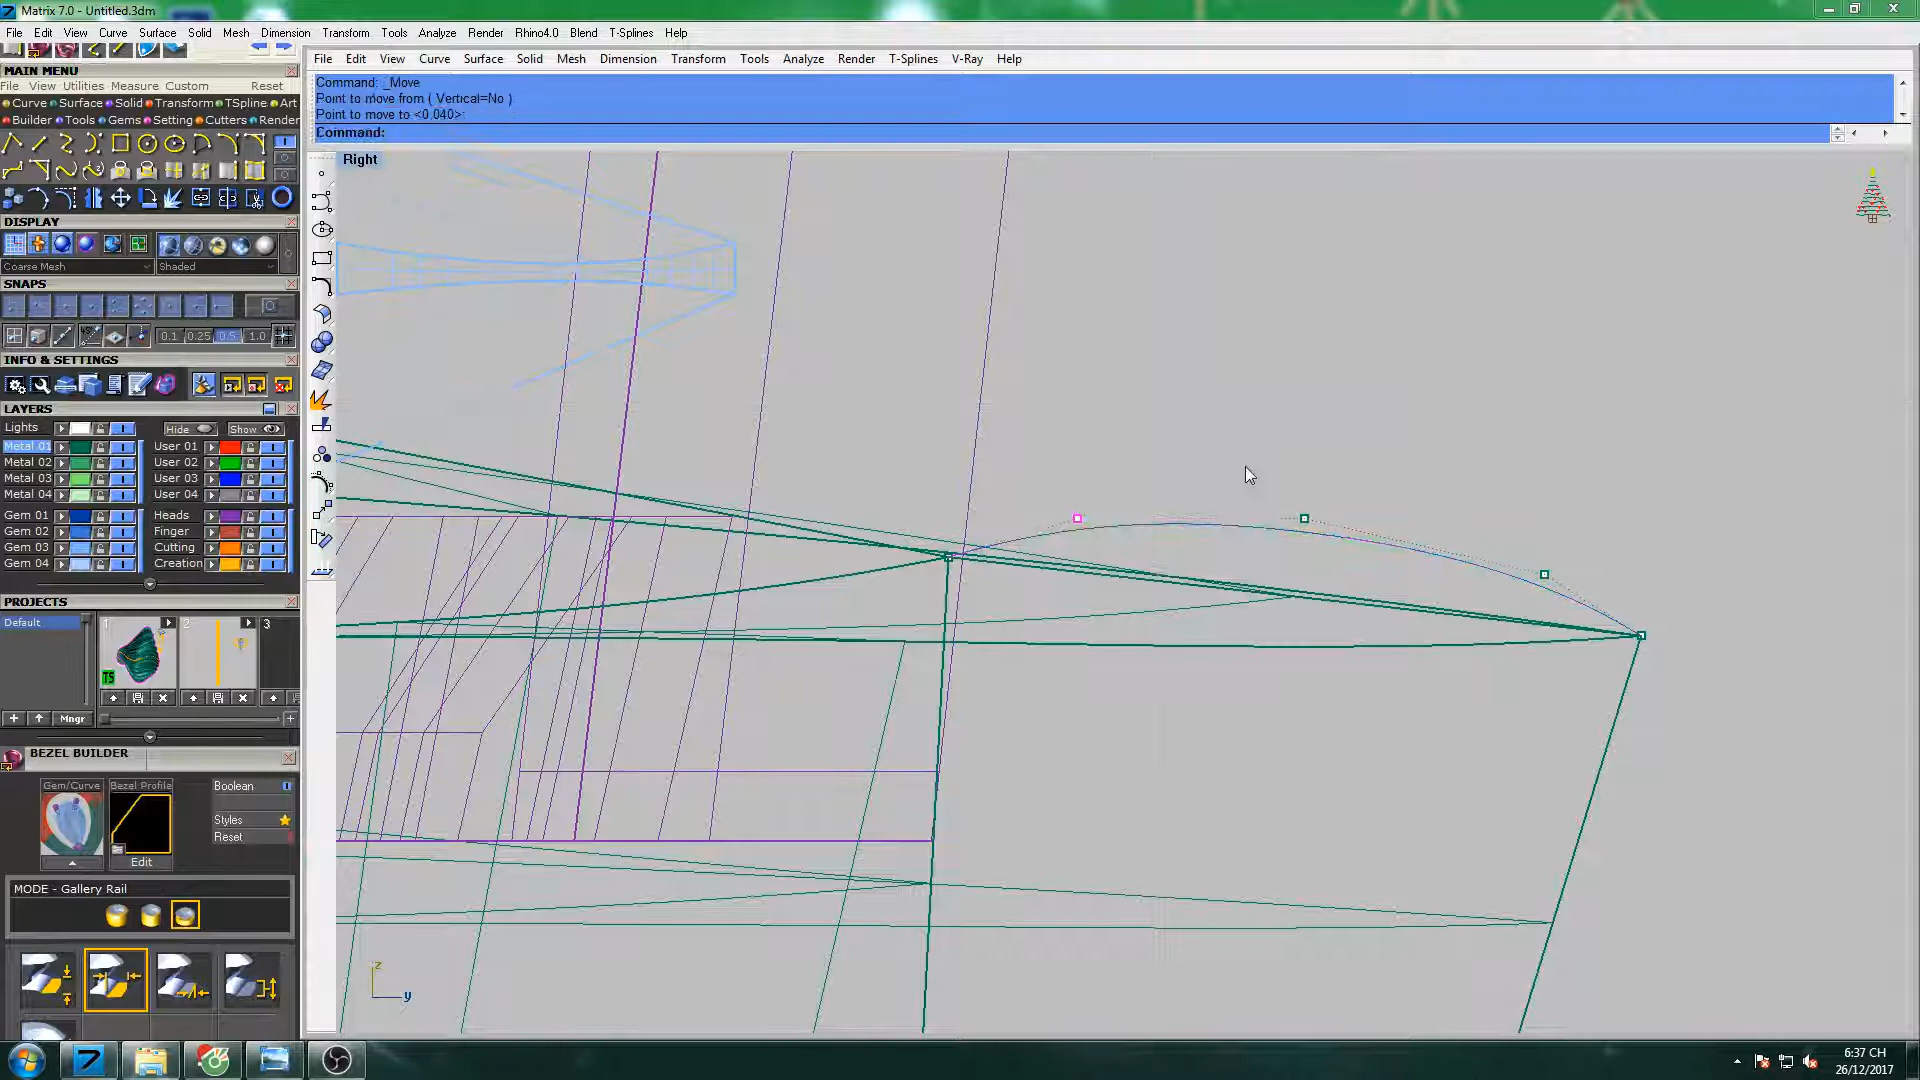 Matrix 7.0 - Untitled.3dm
File Edit View Curve Surface Solid Mesh Dimension Transform Tools Analyze Render Rhino4.0 Blend T-Splines Help
MAIN MENU
File View Utilities Measure Custom Reset
Curve Surface Solid Transform TSpline Art
Builder Tools Gems Setting Cutters Render
DISPLAY
Coarse Mesh Shaded
SNAPS
0.1 0.25 0.5 1.0
INFO & SETTINGS
LAYERS
Lights Hide Show
Metal 01 User 01
Metal 02 User 02
Metal 03 User 03
Metal 04 User 04
Gem 01 Heads
Gem 02 Finger
Gem 03 Cutting
Gem 04 Creation
PROJECTS
Default 1 2 3
TS
Mngr
BEZEL BUILDER
Gem/Curve Bezel Profile Boolean
Styles
Reset
Edit
MODE - Gallery Rail
File Edit View Curve Surface Solid Mesh Dimension Transform Tools Analyze Render T-Splines V-Ray Help
Command: _Move
Point to move from ( Vertical=No )
Point to move to <0.040>:
Command:
Right
z
y
6:37 CH
26/12/2017